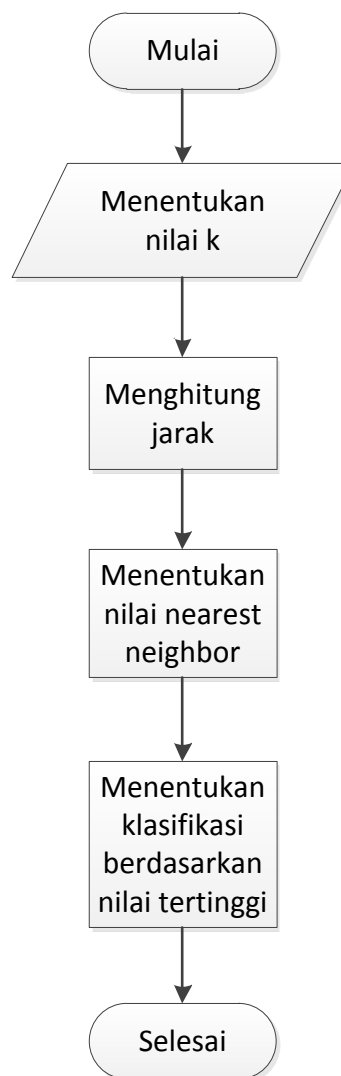 Mulai
Menentukan
nilai k
Menghitung
jarak
Menentukan
nilai nearest
neighbor
Menentukan
klasifikasi
berdasarkan
nilai tertinggi
Selesai